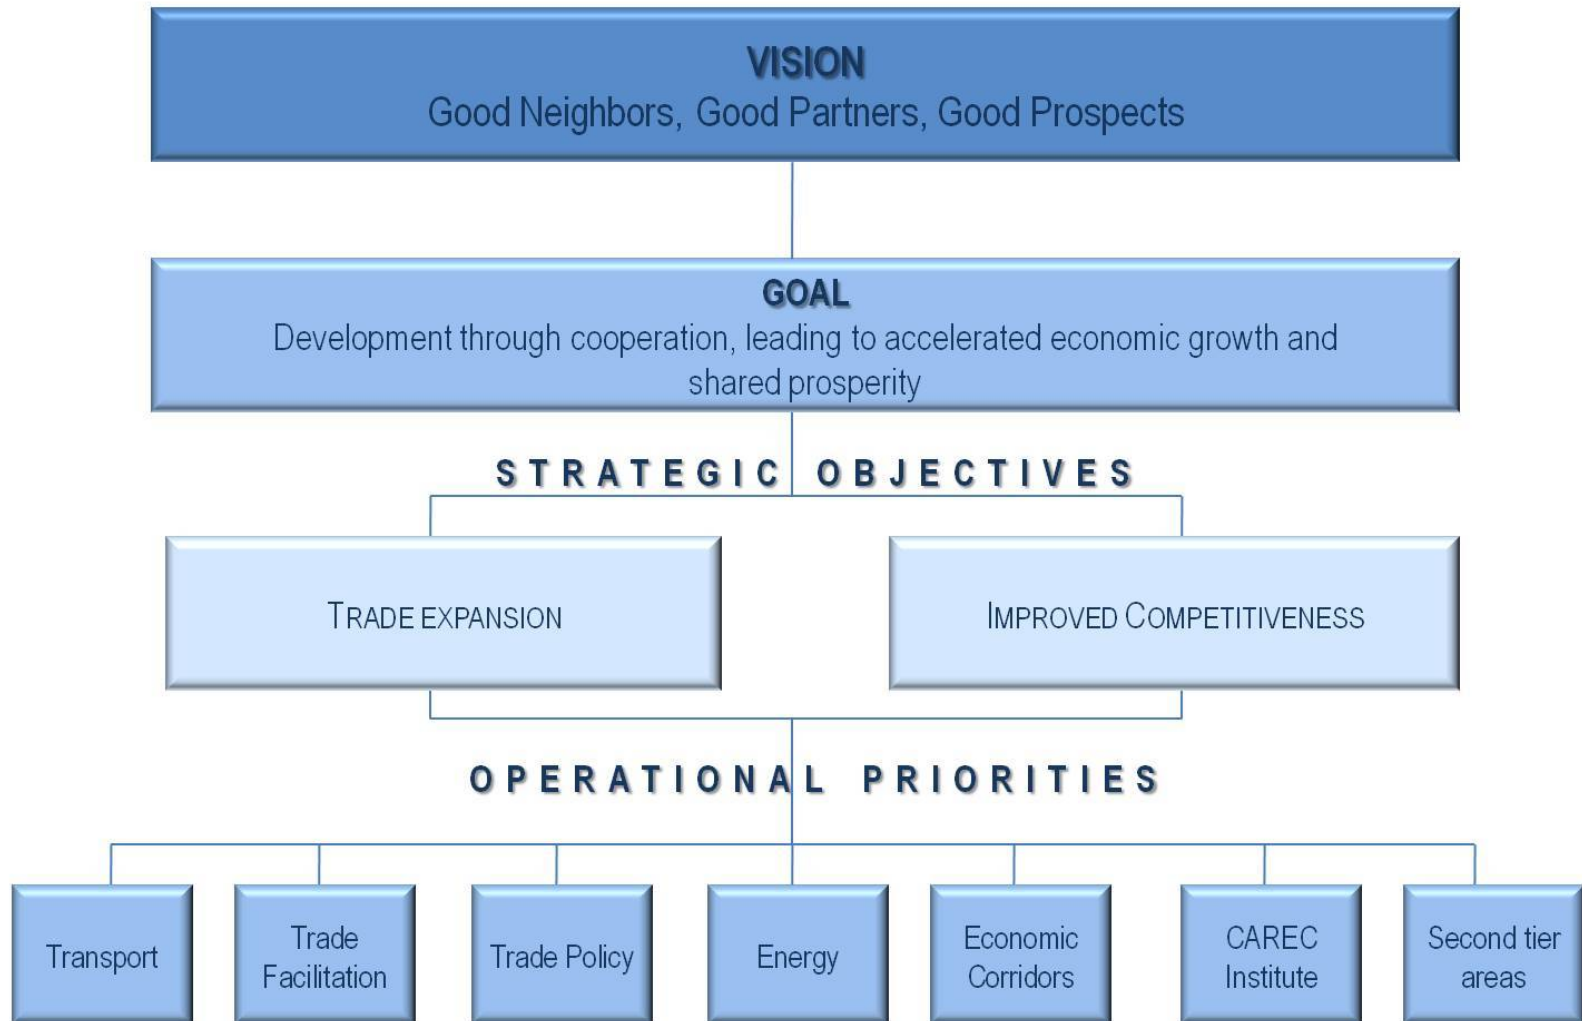 VISION
Good Neighbors, Good Partners, Good Prospects
GOAL
Development through cooperation, leading to accelerated economic growth and
shared prosperity
STRATEGIC OBJECTIVES
TRADE EXPANSION
IMPROVED COMPETITIVENESS
OPERATIONAL PRIORITIES
Transport
Trade
Facilitation
Trade Policy
Energy
Economic
Corridors
CAREC
Institute
Second tier
areas